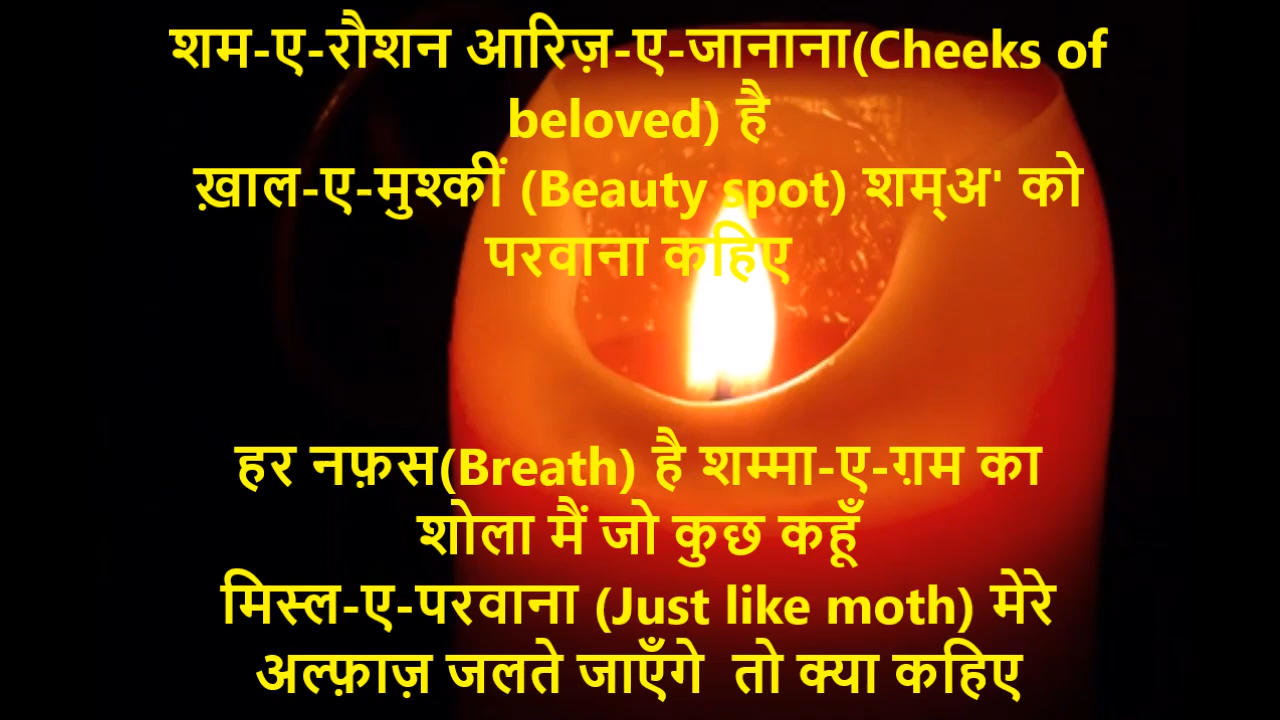 शम-ए-रौशन आरिज़-ए-जानाना(Cheeks of
beloved) है
ख़ाल-ए-मुश्कीं (Beauty spot) शम्अ' को
परवाना कहिए
हर नफ़स(Breath) है शम्मा-ए-ग़म का
शोला मैं जो कुछ कहूँ
मिस्ल-ए-परवाना (Just like moth) मेरे
अल्फ़ाज़ जलते जाएँगे  तो क्या कहिए